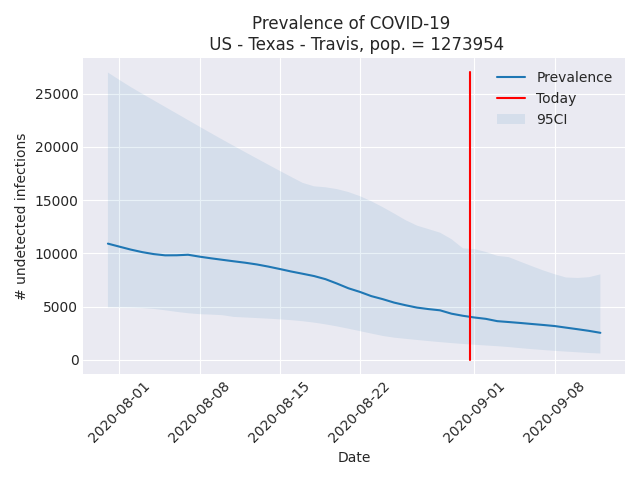 Prevalence of COVID-19
US - Texas - Travis, pop. = 1273954
Prevalence
Today
95CI
25000
20000
15000
10000
5000
0
# undetected infections
2020-08-01
2020-08-08
2020-08-15
2020-08-22
2020-09-01
2020-09-08
Date